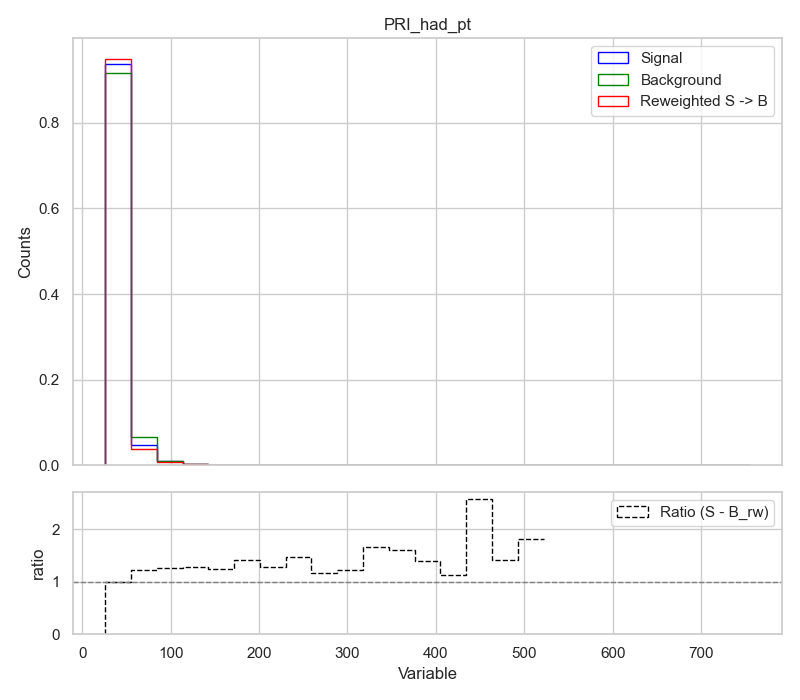 PRI_had_pt
Signal
Background
Reweighted S -> B
Counts
0.8
0.6
0.4
0.2
0.0
Ratio (S - B_rw)
ratio
2
1
0
0 100 200 300 400 500 600 700
Variable